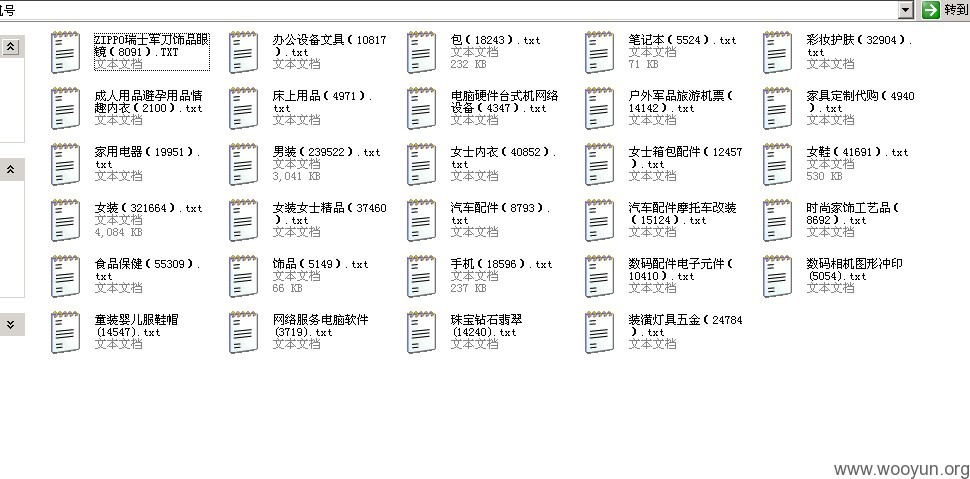 机号
转到
ZIPPO瑞士军刀饰品眼
镜(8091).TXT
文本文档
办公设备文具(10817
).txt
文本文档
包(18243).txt
文本文档
232 KB
笔记本(5524).txt
文本文档
71 KB
彩妆护肤(32904).
txt
文本文档
成人用品避孕用品情
趣内衣(2100).txt
文本文档
床上用品(4971).
txt
文本文档
电脑硬件台式机网络
设备(4347).txt
文本文档
户外军品旅游机票(
14142).txt
文本文档
家具定制代购(4940
).txt
文本文档
家用电器(19951).
txt
文本文档
男装(239522).txt
文本文档
3,041 KB
女士内衣(40852).
txt
文本文档
女士箱包配件(12457
).txt
文本文档
女鞋(41691).txt
文本文档
530 KB
女装(321664).txt
文本文档
4,084 KB
女装女士精品(37460
).txt
文本文档
汽车配件(8793).
txt
文本文档
汽车配件摩托车改装
(15124).txt
文本文档
时尚家饰工艺品(
8692).txt
文本文档
食品保健(55309).
txt
文本文档
饰品(5149).txt
文本文档
66 KB
手机(18596).txt
文本文档
237 KB
数码配件电子元件(
10410).txt
文本文档
数码相机图形冲印
(5054).txt
文本文档
童装婴儿服鞋帽
(14547).txt
文本文档
网络服务电脑软件
(3719).txt
文本文档
珠宝钻石翡翠
(14240).txt
文本文档
装潢灯具五金(24784
).txt
文本文档
www.wooyun.org